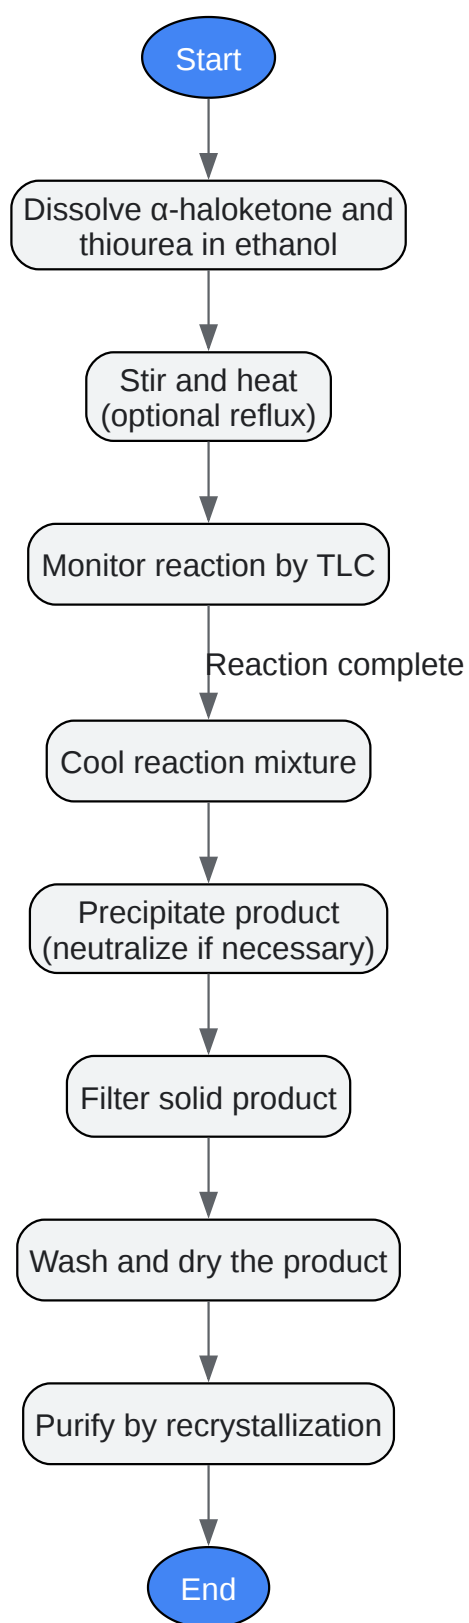 Start
Dissolve α-haloketone and
thiourea in ethanol
Stir and heat
(optional reflux)
Monitor reaction by TLC
Reaction complete
Cool reaction mixture
Precipitate product
(neutralize if necessary)
Filter solid product
Wash and dry the product
Purify by recrystallization
End